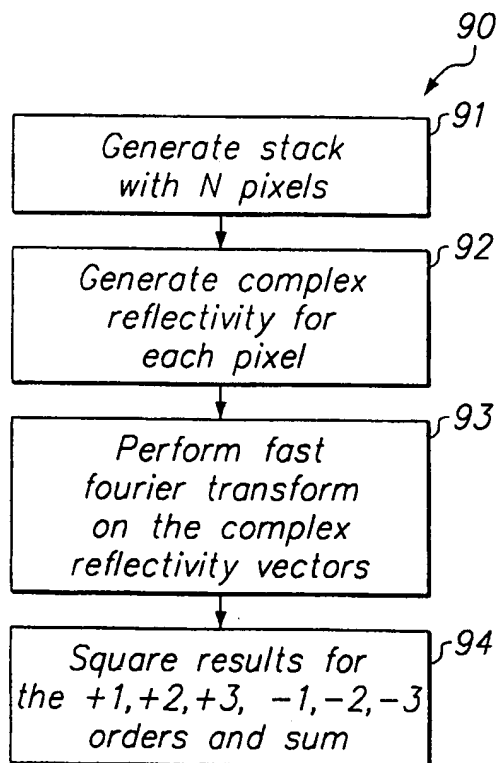 90
91
Generate stack
with N pixels
92
Generate complex
reflectivity for
each pixel
93
Perform fast
fourier transform
on the complex
reflectivity vectors
94
Square results for
the +1,+2,+3, -1,-2,-3
orders and sum